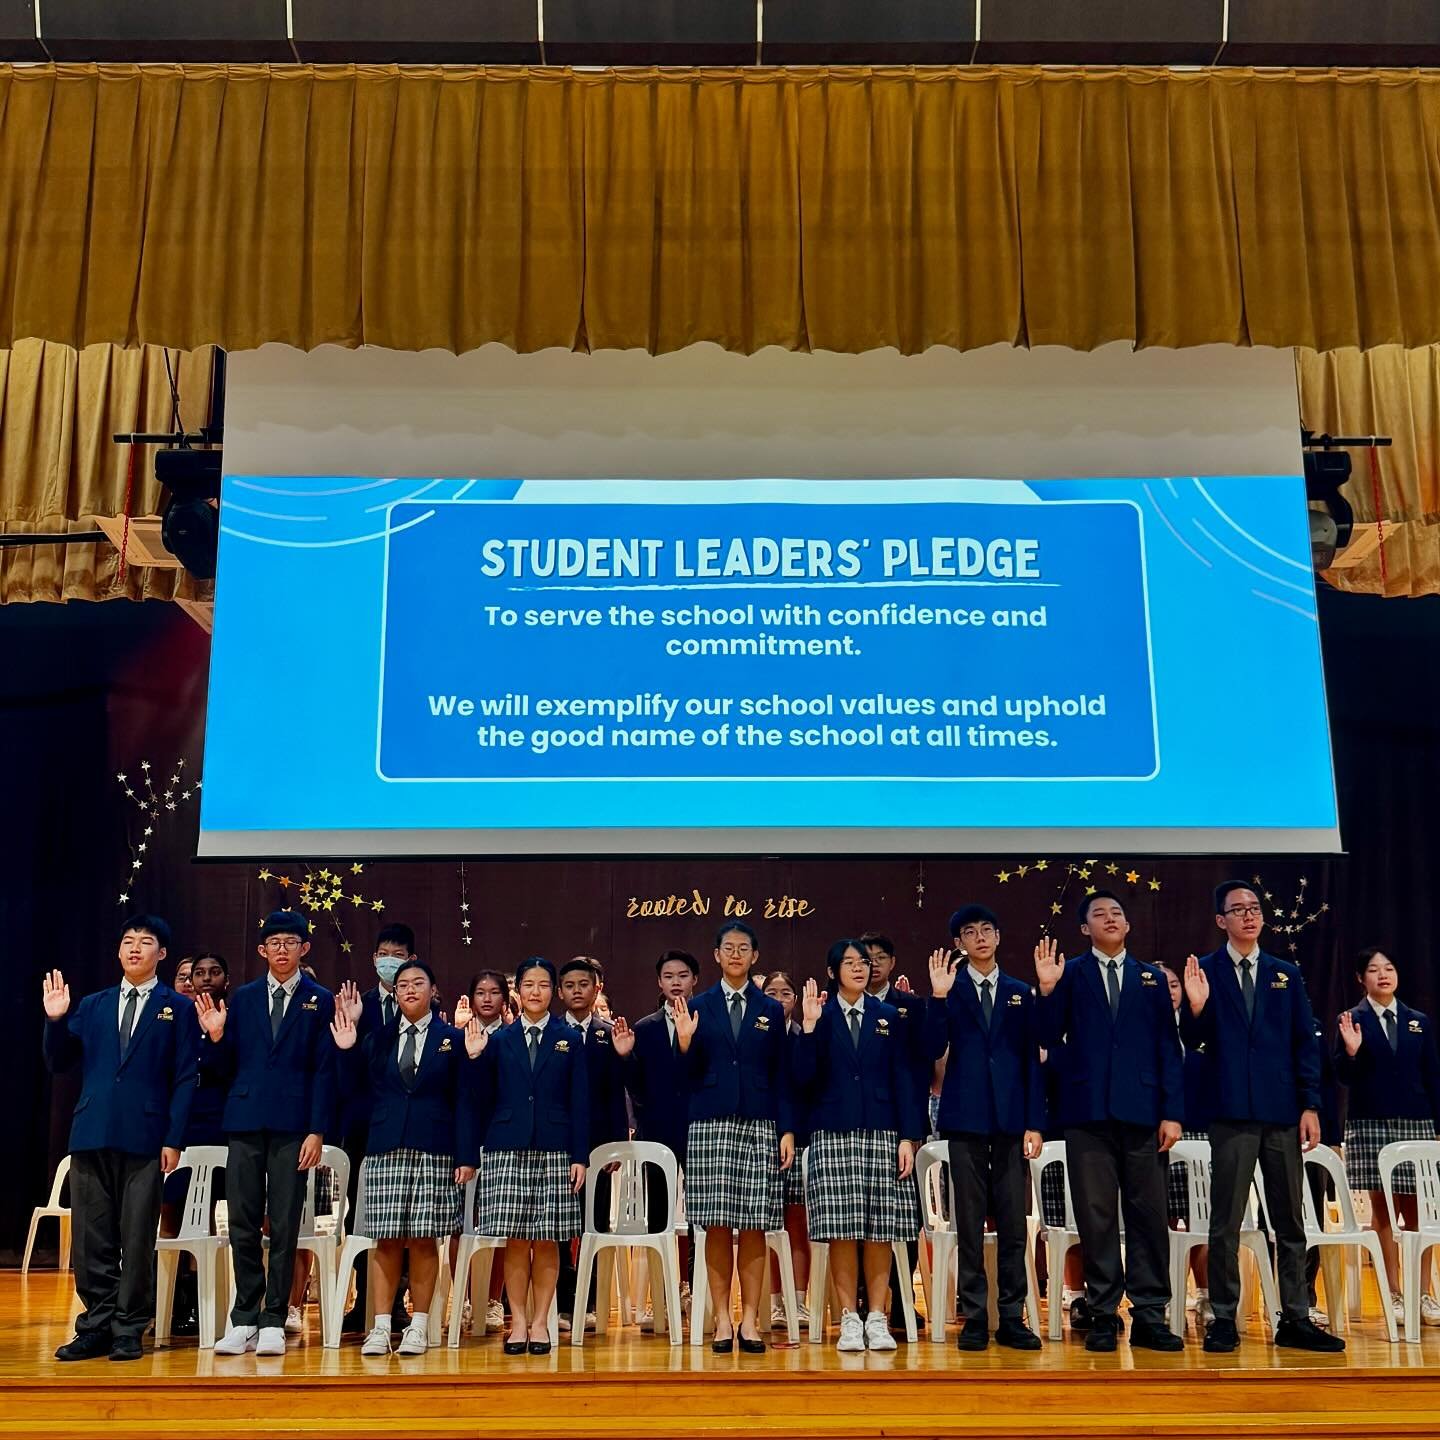 STUDENT LEADERS' PLEDGE
To serve the school with confidence and
commitment.
We will exemplify our school values and uphold
the good name of the school at all times.
rooted to rise